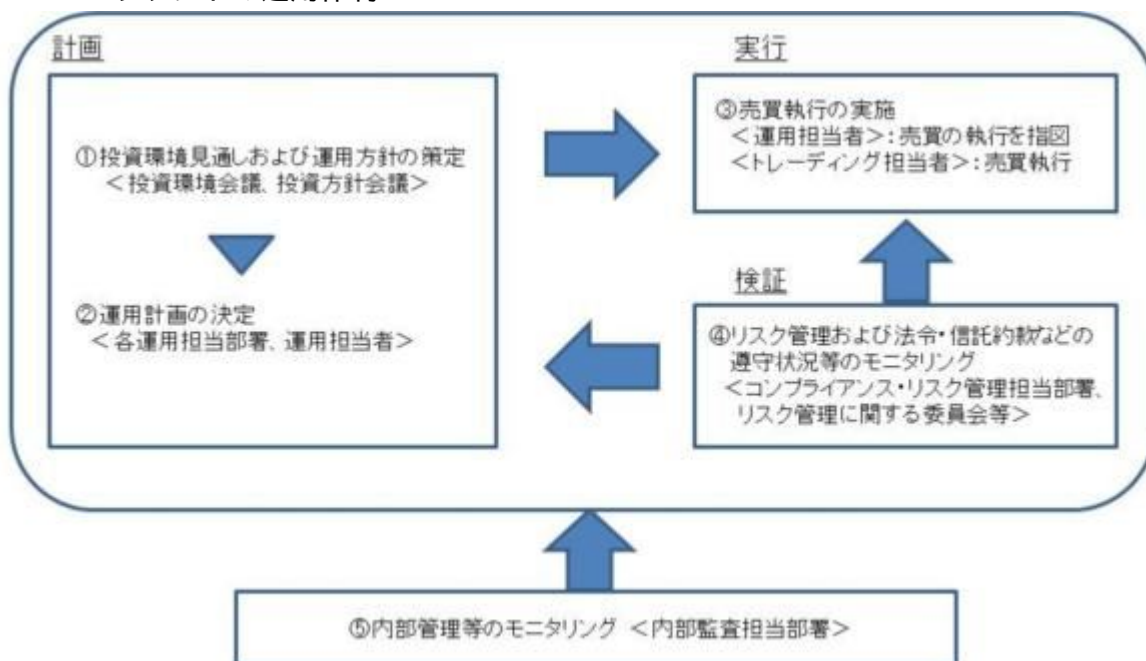 計画
①投資環境見通しおよび運用方針の策定
<投資環境会議、投資方針会議>
②運用計画の決定
<各運用担当部署、運用担当者>
実行
③売買執行の実施
<運用担当者>:売買の執行を指図
<トレーディング担当者>:売買執行
検証
④リスク管理および法令・信託約款などの
遵守状況等のモニタリング
<コンプライアンス・リスク管理担当部署、
リスク管理に関する委員会等>
⑤内部管理等のモニタリング <内部監査担当部署>